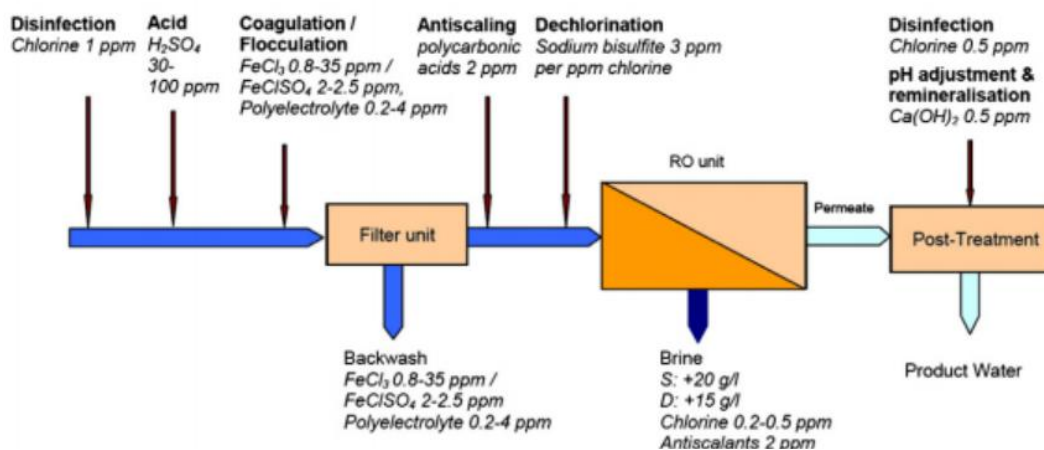 Disinfection
Chlorine 1 ppm
Acid
H₂SO₄
30-
100 ppm
Coagulation /
Flocculation
FeCl₃ 0.8-35 ppm /
FeClSO₄ 2-2.5 ppm,
Polyelectrolyte 0.2-4 ppm
Antiscaling
polycarbonic
acids 2 ppm
Dechlorination
Sodium bisulfite 3 ppm
per ppm chlorine
Disinfection
Chlorine 0.5 ppm
pH adjustment &
remineralisation
Ca(OH)₂ 0.5 ppm
Filter unit
RO unit
Permeate
Post-Treatment
Backwash
FeCl₃ 0.8-35 ppm /
FeClSO₄ 2-2.5 ppm
Polyelectrolyte 0.2-4 ppm
Brine
S: +20 g/l
D: +15 g/l
Chlorine 0.2-0.5 ppm
Antiscalants 2 ppm
Product Water